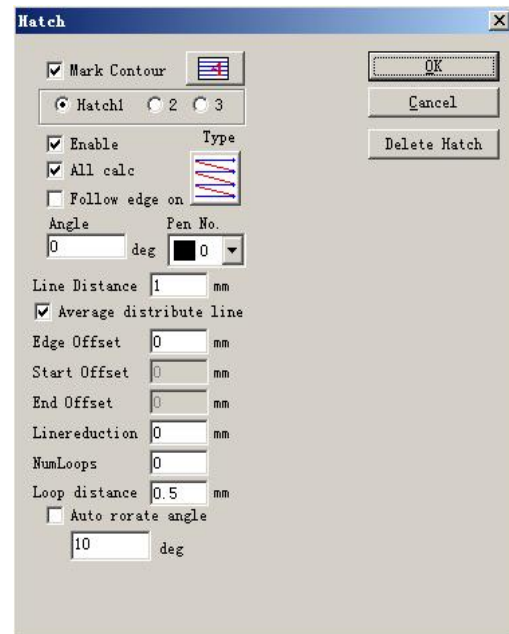 Hatch
Mark Contour
OK
Hatch1 2 3
Cancel
Enable
Type
Delete Hatch
All calc
Follow edge on
Angle Pen No.
0 deg 0
Line Distance 1 mm
Average distribute line
Edge Offset 0 mm
Start Offset 0 mm
End Offset 0 mm
Linereduction 0 mm
NumLoops 0
Loop distance 0.5 mm
Auto rorate angle
10 deg